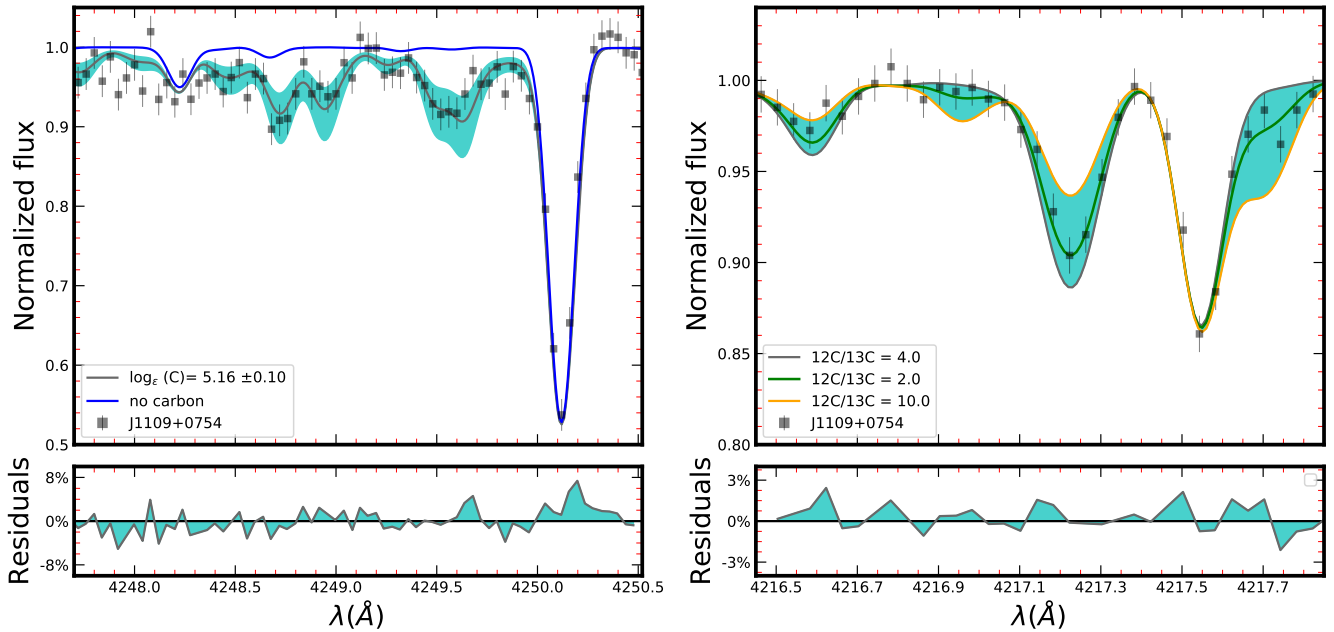 Normalized flux
1.0
0.9
0.8
0.7
0.6
0.5
log_ε (C)= 5.16 ±0.10
no carbon
J1109+0754
Residuals
8%
0%
-8%
4248.0 4248.5 4249.0 4249.5 4250.0 4250.5
λ(Å)
Normalized flux
1.00
0.95
0.90
0.85
0.80
12C/13C = 4.0
12C/13C = 2.0
12C/13C = 10.0
J1109+0754
Residuals
3%
0%
-3%
4216.5 4216.7 4216.9 4217.1 4217.3 4217.5 4217.7
λ(Å)